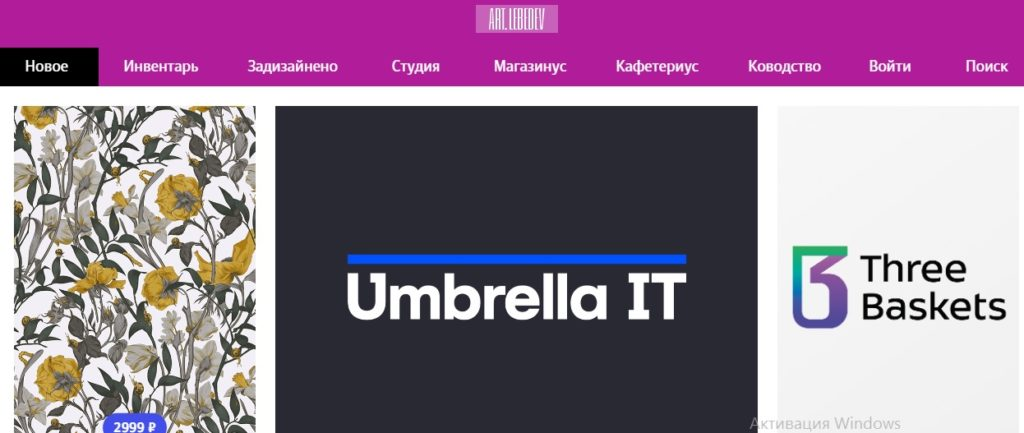 ART. LEBEDEV
Новое Инвентарь Задизайнено Студия Магазинус Кафетериус Ководство Войти Поиск
Umbrella IT
Three
Baskets
2999 ₽
Активация Windows